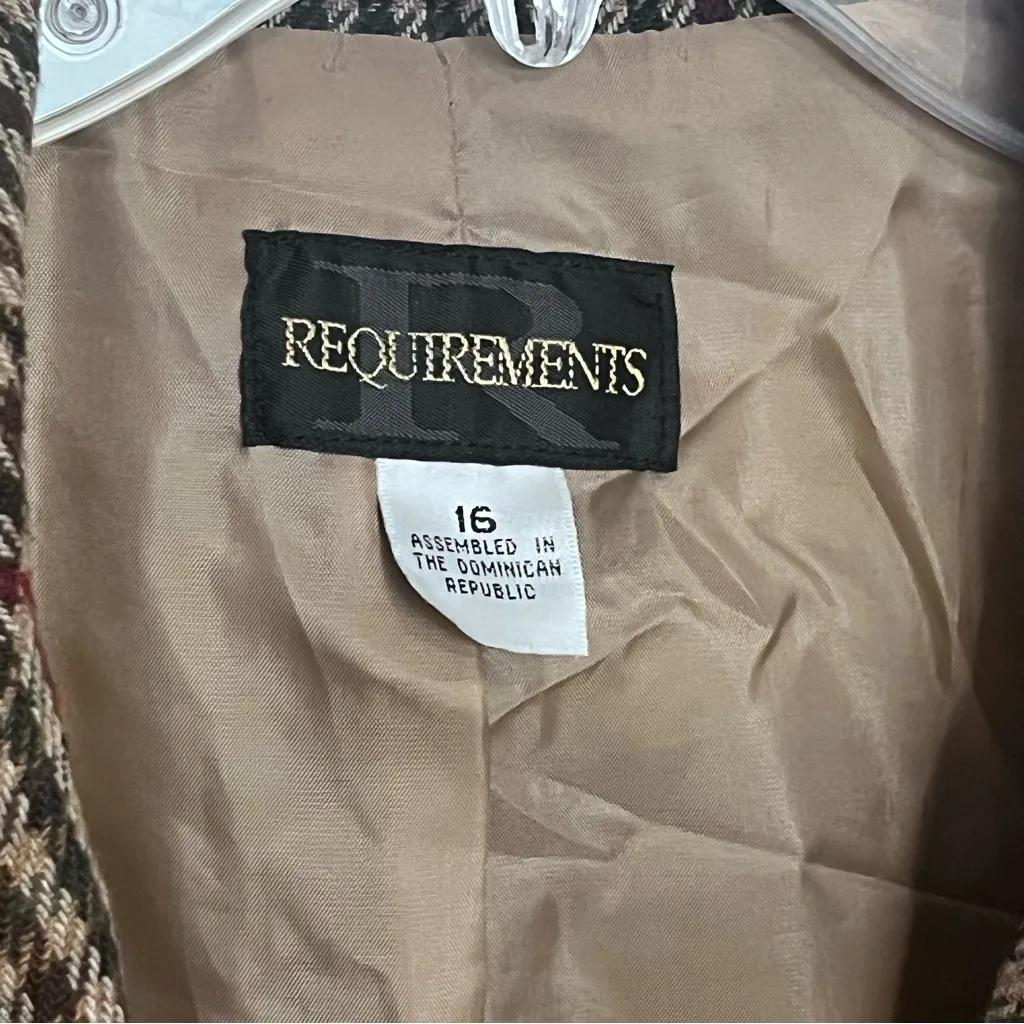 R
REQUIREMENTS
16
ASSEMBLED IN
THE DOMINICAN
REPUBLIC